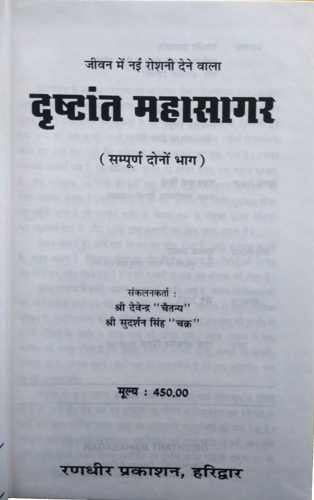 जीवन में नई रोशनी देने वाला
दृष्टांत महासागर
( सम्पूर्ण दोनों भाग )
संकलनकर्ता :
श्री देवेन्द्र "चैतन्य"
श्री सुदर्शन सिंह "चक्र"
मूल्य : 450.00
रणधीर प्रकाशन, हरिद्वार